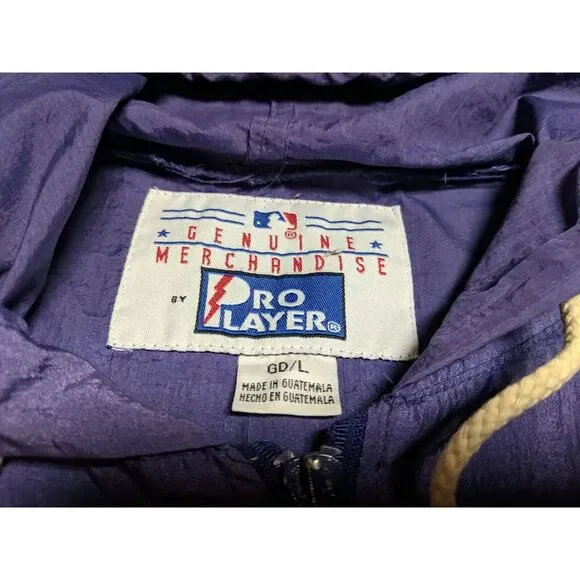 GENUINE
MERCHANDISE
BY PRO
PLAYER®
GD/L
MADE IN GUATEMALA
HECHO EN GUATEMALA